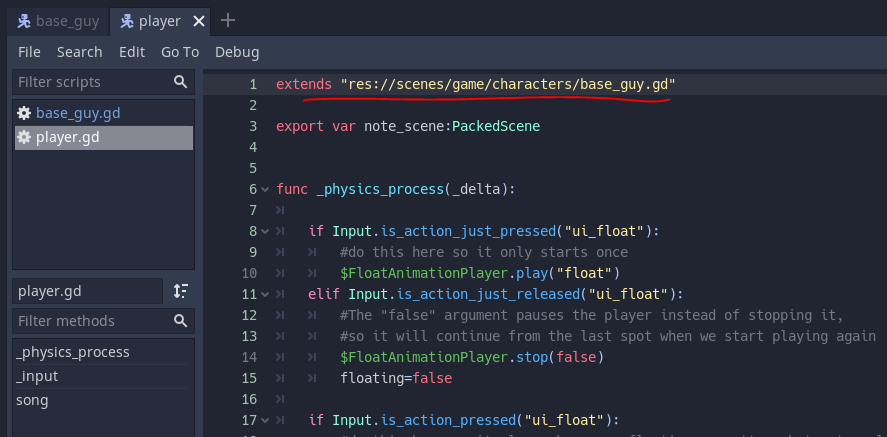 base_guy
player
File Search Edit Go To Debug
Filter scripts
base_guy.gd
player.gd
player.gd
Filter methods
_physics_process
_input
song
1 extends "res://scenes/game/characters/base_guy.gd"
2
3 export var note_scene:PackedScene
4
5
6 func _physics_process(_delta):
7
8 if Input.is_action_just_pressed("ui_float"):
9 #do this here so it only starts once
10 $FloatAnimationPlayer.play("float")
11 elif Input.is_action_just_released("ui_float"):
12 #The "false" argument pauses the player instead of stopping it,
13 #so it will continue from the last spot when we start playing again
14 $FloatAnimationPlayer.stop(false)
15 floating=false
16
17 if Input.is_action_pressed("ui_float"):